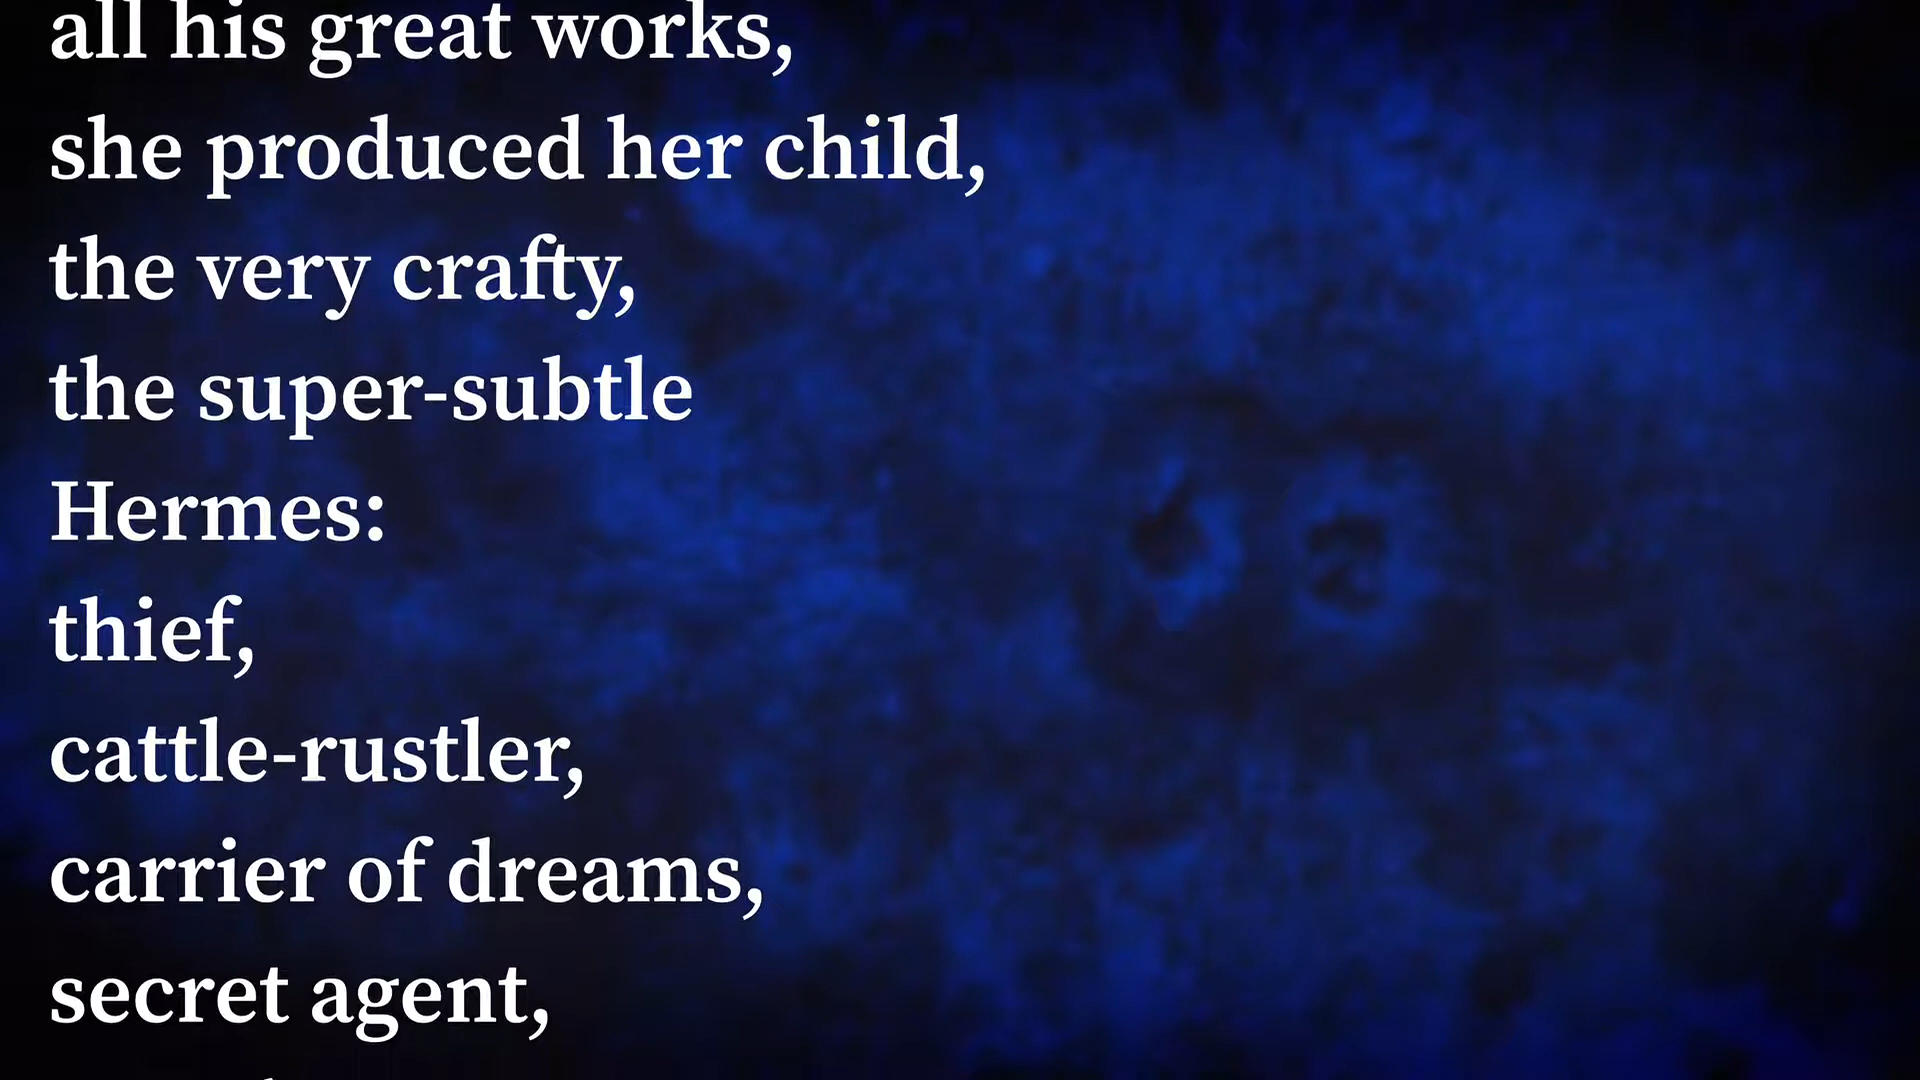 all his great works,
she produced her child,
the very crafty,
the super-subtle
Hermes:
thief,
cattle-rustler,
carrier of dreams,
secret agent,